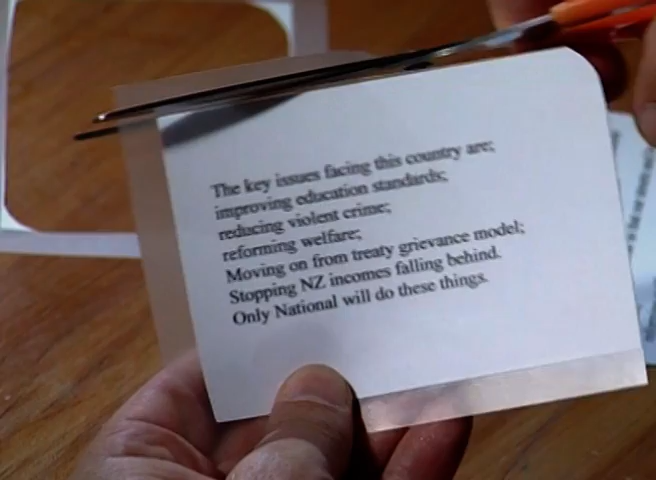 The key issues facing this country are;
improving education standards;
reducing violent crime;
reforming welfare;
Moving on from treaty grievance model;
Stopping NZ incomes falling behind.
Only National will do these things.